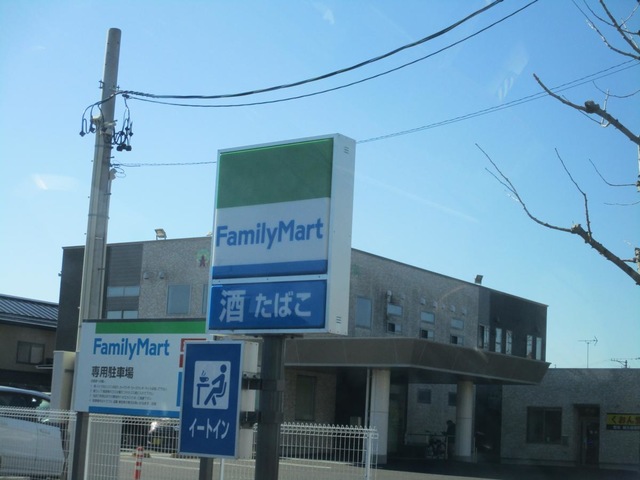 FamilyMart
酒 たばこ
FamilyMart
専用駐車場
イートイン